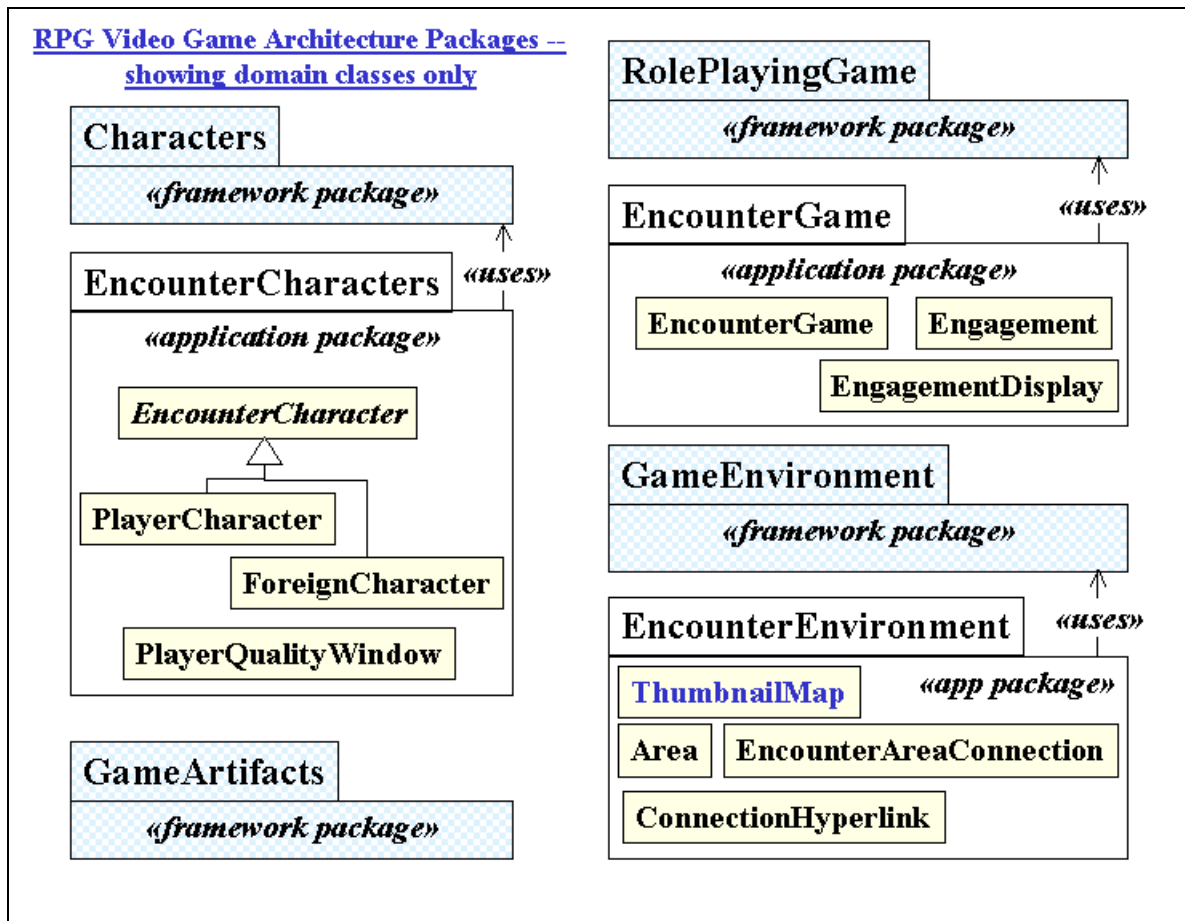 RPG Video Game Architecture Packages --
showing domain classes only
Characters
«framework package»
«uses»
EncounterCharacters
«application package»
EncounterCharacter
PlayerCharacter
ForeignCharacter
PlayerQualityWindow
GameArtifacts
«framework package»
RolePlayingGame
«framework package»
«uses»
EncounterGame
«application package»
EncounterGame
Engagement
EngagementDisplay
GameEnvironment
«framework package»
«uses»
EncounterEnvironment
«app package»
ThumbnailMap
Area
EncounterAreaConnection
ConnectionHyperlink